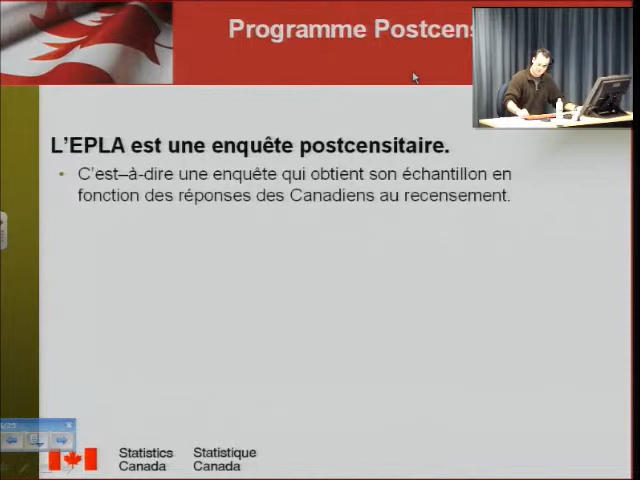 Programme Postcens
L’EPLA est une enquête postcensitaire.
• C’est–à-dire une enquête qui obtient son échantillon en
fonction des réponses des Canadiens au recensement.
Statistics Statistique
Canada Canada